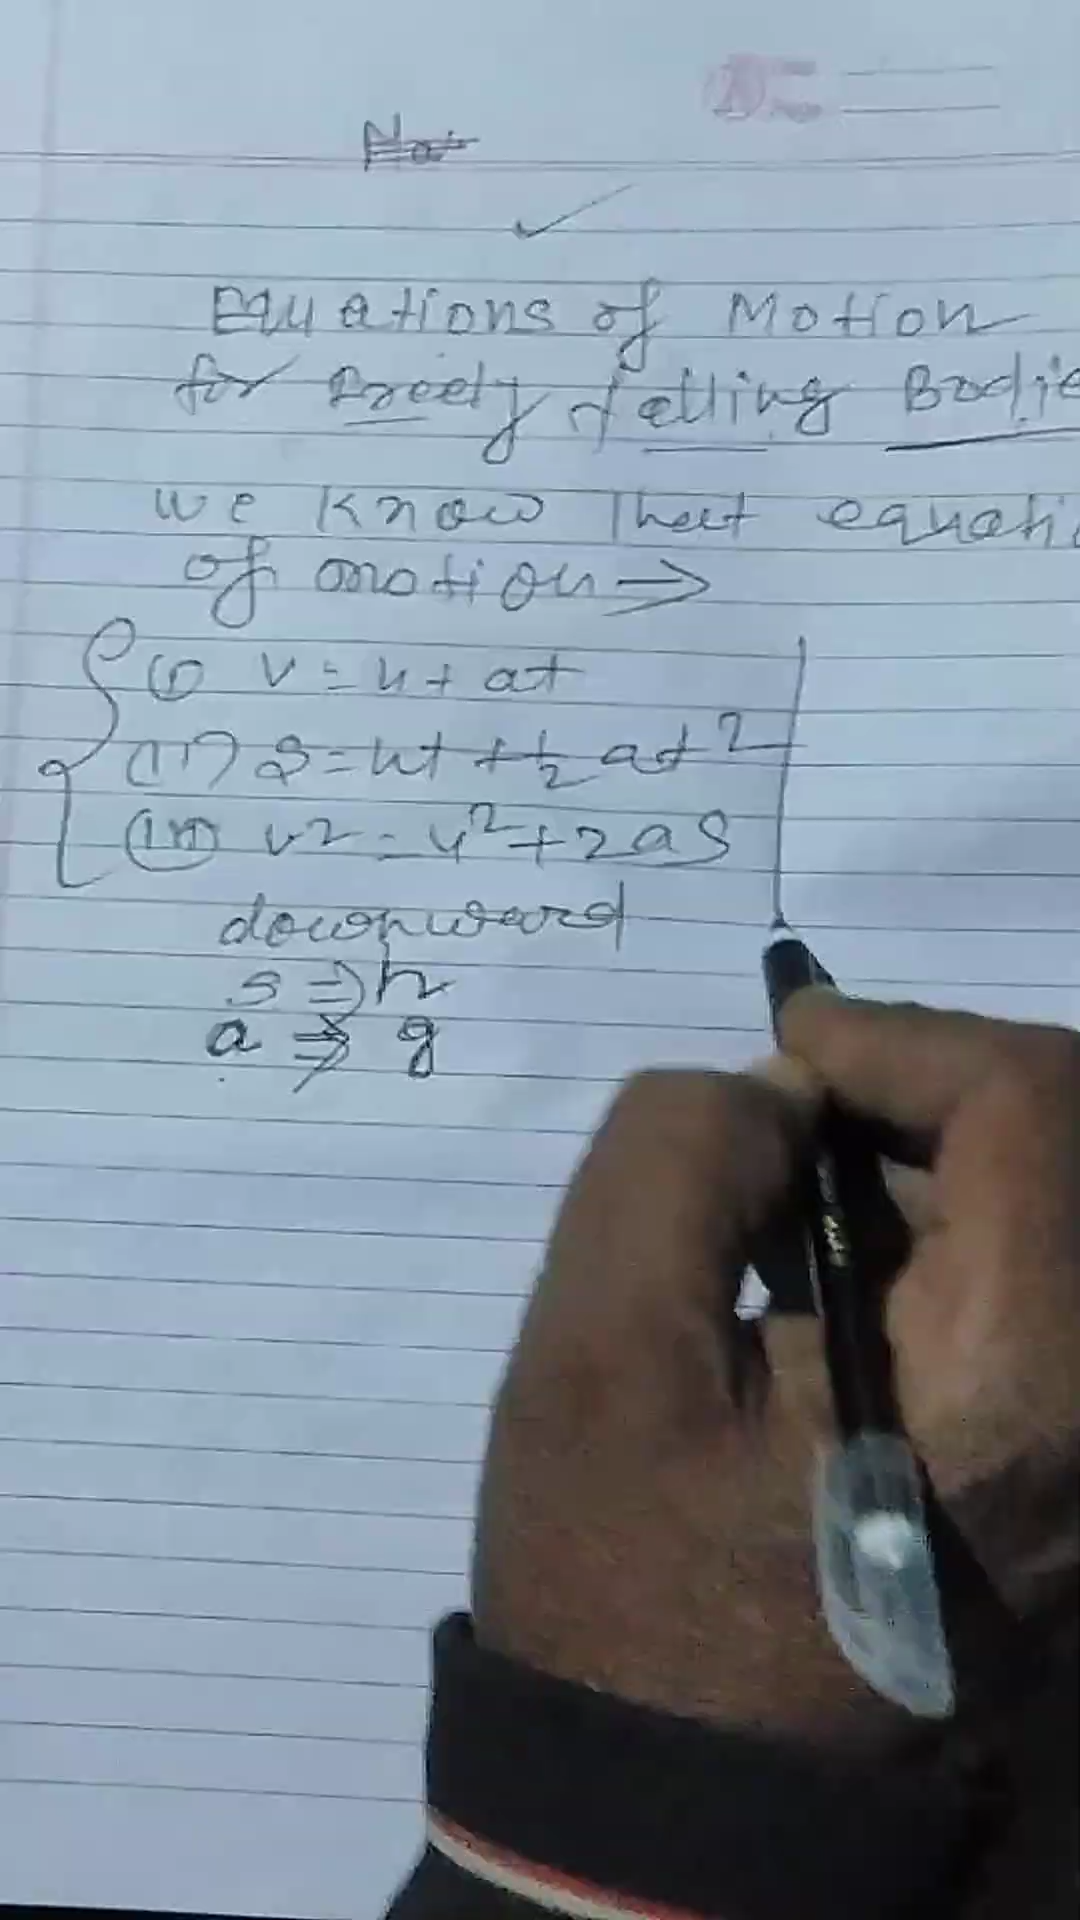 Equations of Motion
for Freely falling Bodie
we know that equati
of motion →
(i) v = u + at
(ii) S = ut + 1/2 at²
(iii) v2 = u² + 2aS
downward
s ⇒ h
a ⇒ g